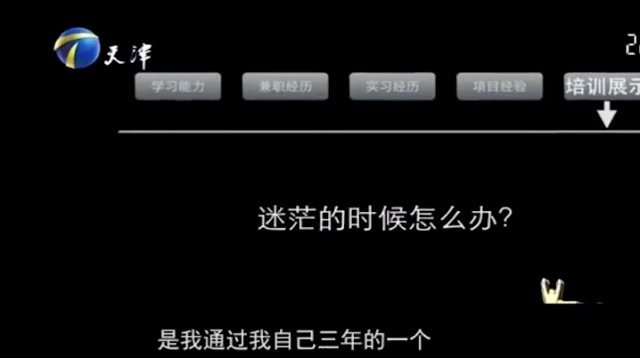 天津
学习能力
兼职经历
实习经历
项目经验
培训展示
迷茫的时候怎么办?
是我通过我自己三年的一个